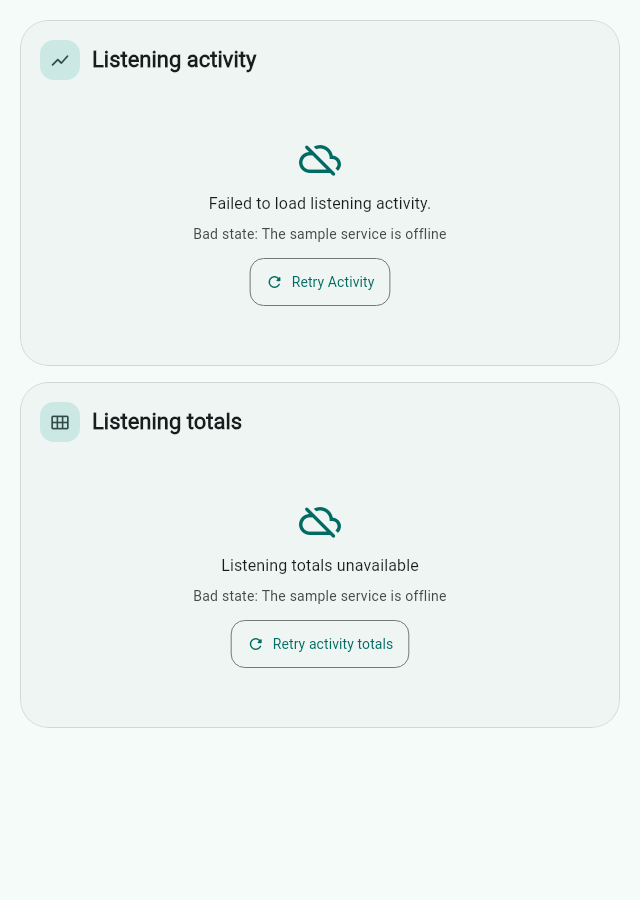 Listening activity
Failed to load listening activity.
Bad state: The sample service is offline
Retry Activity
Listening totals
Listening totals unavailable
Bad state: The sample service is offline
Retry activity totals